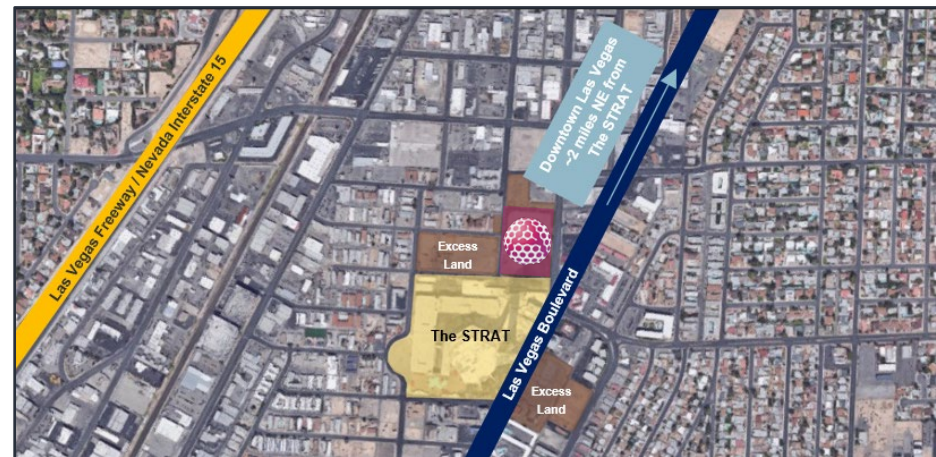 Las Vegas Freeway / Nevada Interstate 15
Downtown Las Vegas
~2 miles NE from
The STRAT
Excess
Land
The STRAT
Las Vegas Boulevard
Excess
Land